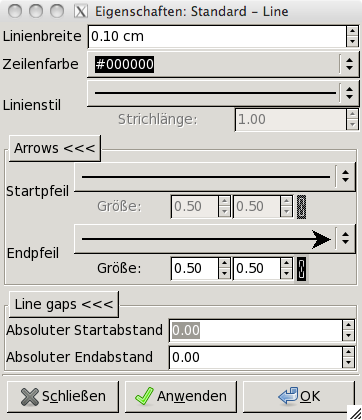 Eigenschaften: Standard - Line
Linienbreite 0.10 cm
Zeilenfarbe #000000
Linienstil
Strichlänge: 1.00
Arrows <<<
Startpfeil
Größe: 0.50 0.50
Endpfeil
Größe: 0.50 0.50
Line gaps <<<
Absoluter Startabstand 0.00
Absoluter Endabstand 0.00
Schließen Anwenden OK